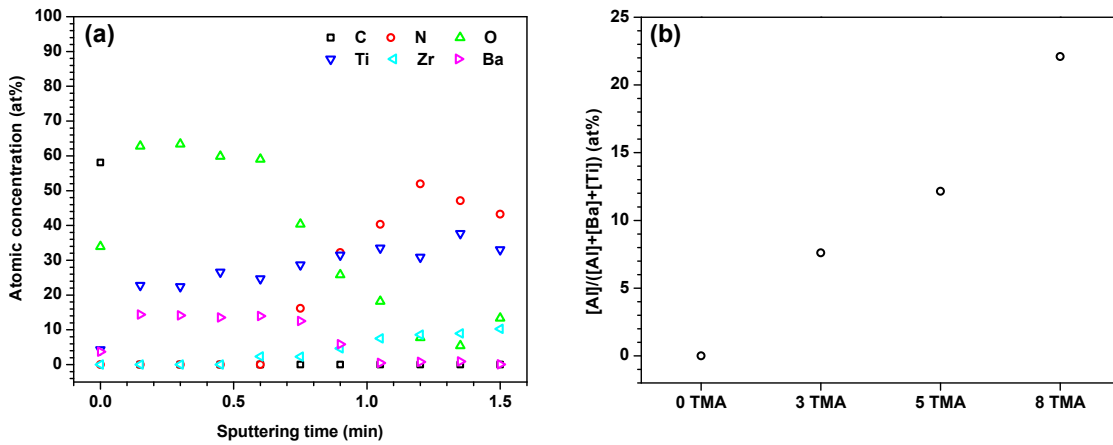 (a)
C N O
Ti Zr Ba
100
90
80
70
60
50
40
30
20
10
0
Atomic concentration (at%)
0.0 0.5 1.0 1.5
Sputtering time (min)
(b)
25
20
15
10
5
0
[Al]/([Al]+[Ba]+[Ti]) (at%)
0 TMA 3 TMA 5 TMA 8 TMA